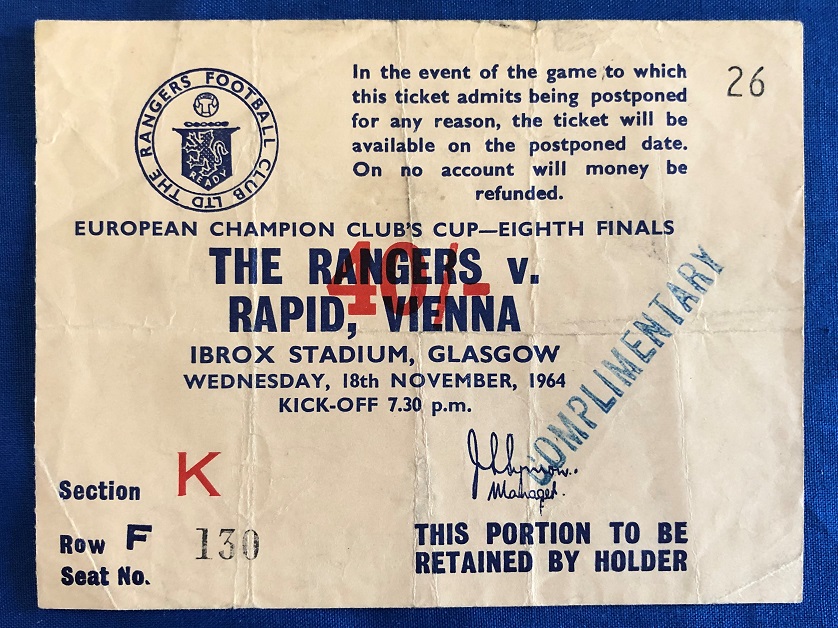 THE RANGERS FOOTBALL CLUB LTD
READY
In the event of the game to which
this ticket admits being postponed
for any reason, the ticket will be
available on the postponed date.
On no account will money be
refunded.
26
EUROPEAN CHAMPION CLUB'S CUP—EIGHTH FINALS
THE RANGERS v.
40/-
RAPID, VIENNA
IBROX STADIUM, GLASGOW
WEDNESDAY, 18th NOVEMBER, 1964
KICK-OFF 7.30 p.m.
COMPLIMENTARY
J S Symon.
Manager.
Section K
Row F
Seat No. 130
THIS PORTION TO BE
RETAINED BY HOLDER